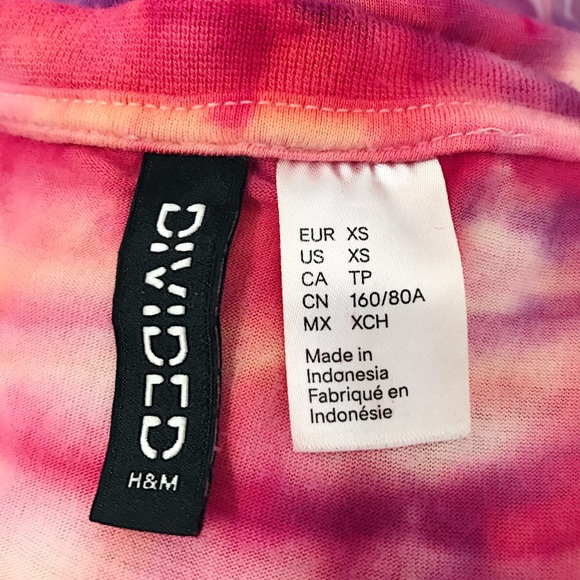 DIVIDED
H&M
EUR XS
US XS
CA TP
CN 160/80A
MX XCH
Made in
Indonesia
Fabriqué en
Indonésie